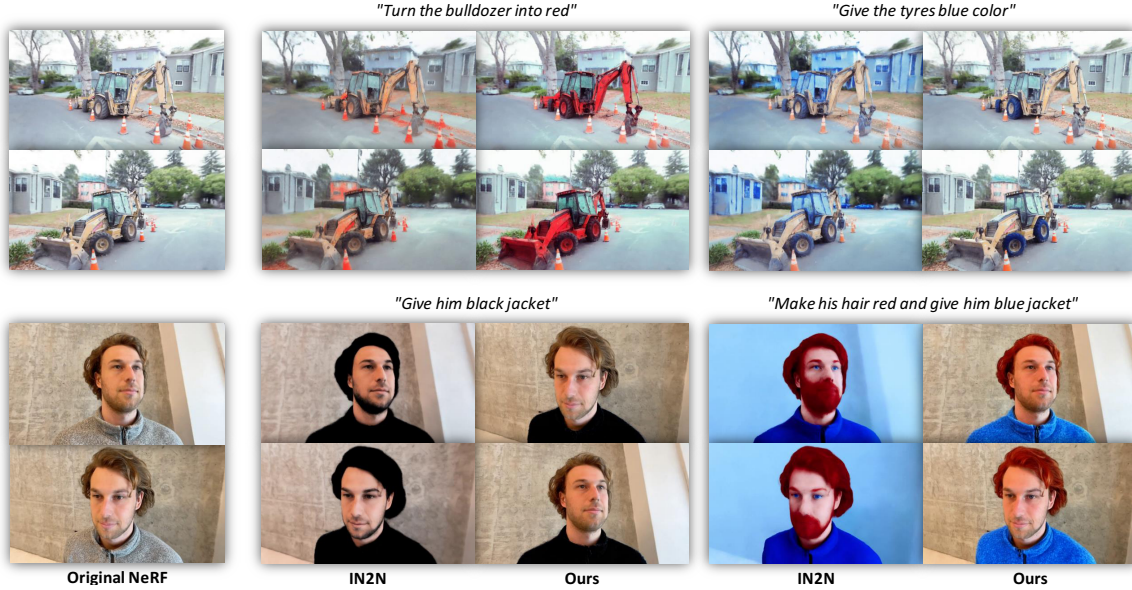 "Turn the bulldozer into red"
"Give the tyres blue color"
"Give him black jacket"
"Make his hair red and give him blue jacket"
Original NeRF
IN2N
Ours
IN2N
Ours